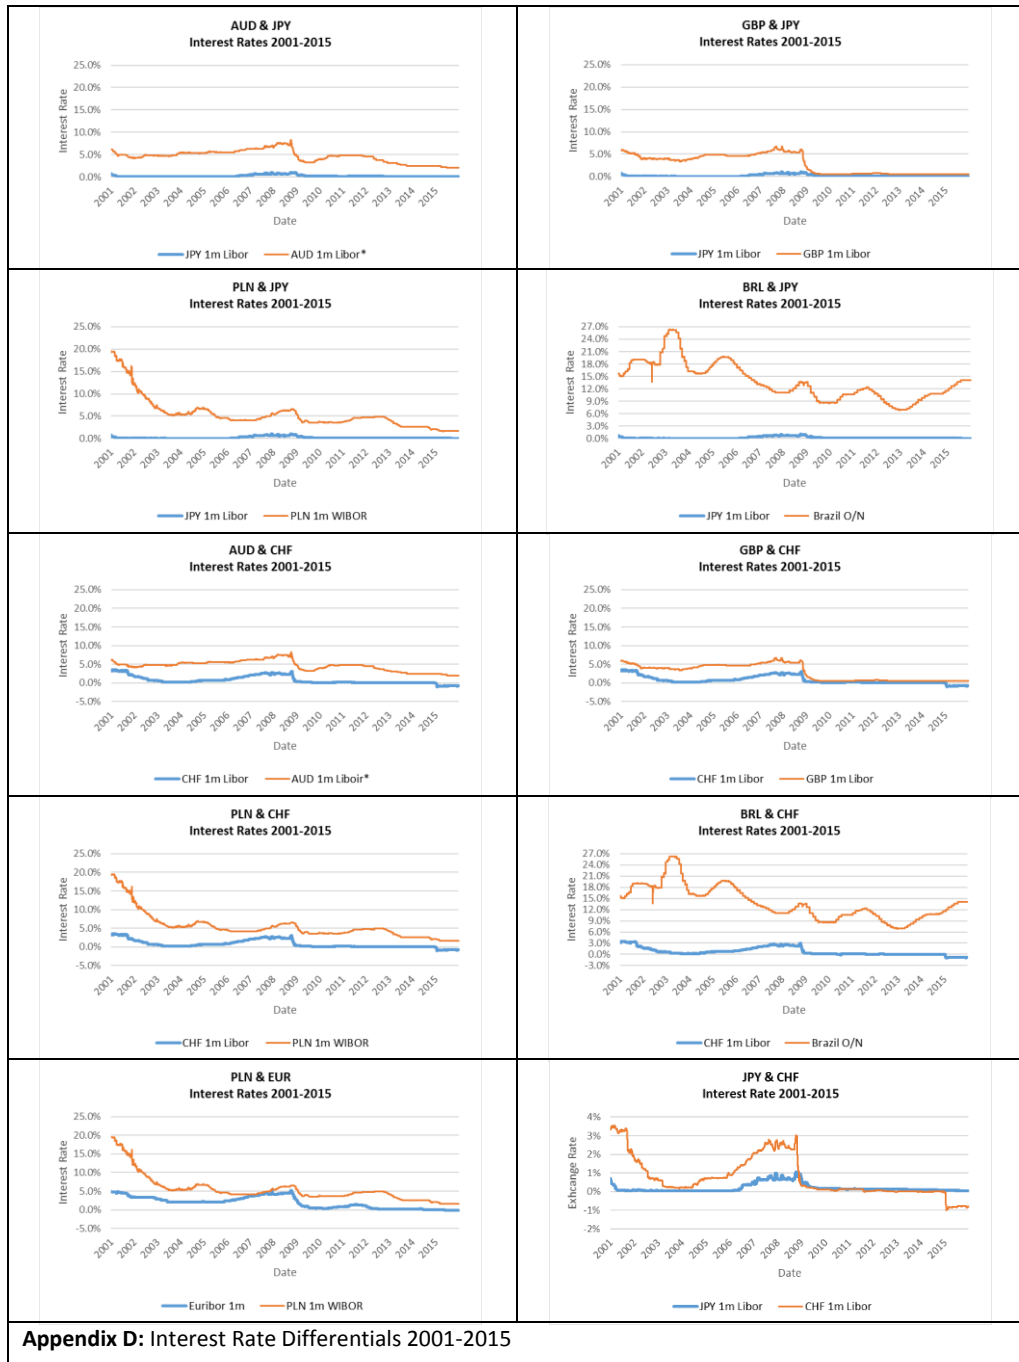 AUD & JPY
Interest Rates 2001-2015
25.0%
20.0%
15.0%
10.0%
5.0%
0.0%
Interest Rate
2001 2002 2003 2004 2005 2006 2007 2008 2009 2010 2011 2012 2013 2014 2015
Date
JPY 1m Libor AUD 1m Libor*
GBP & JPY
Interest Rates 2001-2015
25.0%
20.0%
15.0%
10.0%
5.0%
0.0%
Interest Rate
2001 2002 2003 2004 2005 2006 2007 2008 2009 2010 2011 2012 2013 2014 2015
Date
JPY 1m Libor GBP 1m Libor
PLN & JPY
Interest Rates 2001-2015
25.0%
20.0%
15.0%
10.0%
5.0%
0.0%
Interest Rate
2001 2002 2003 2004 2005 2006 2007 2008 2009 2010 2011 2012 2013 2014 2015
Date
JPY 1m Libor PLN 1m WIBOR
BRL & JPY
Interest Rates 2001-2015
27.0%
24.0%
21.0%
18.0%
15.0%
12.0%
9.0%
6.0%
3.0%
0.0%
Interest Rate
2001 2002 2003 2004 2005 2006 2007 2008 2009 2010 2011 2012 2013 2014 2015
Date
JPY 1m Libor Brazil O/N
AUD & CHF
Interest Rates 2001-2015
25.0%
20.0%
15.0%
10.0%
5.0%
0.0%
-5.0%
Interest Rate
2001 2002 2003 2004 2005 2006 2007 2008 2009 2010 2011 2012 2013 2014 2015
Date
CHF 1m Libor AUD 1m Liboir*
GBP & CHF
Interest Rates 2001-2015
25.0%
20.0%
15.0%
10.0%
5.0%
0.0%
-5.0%
Interest Rate
2001 2002 2003 2004 2005 2006 2007 2008 2009 2010 2011 2012 2013 2014 2015
Date
CHF 1m Libor GBP 1m Libor
PLN & CHF
Interest Rates 2001-2015
25.0%
20.0%
15.0%
10.0%
5.0%
0.0%
-5.0%
Interest Rate
2001 2002 2003 2004 2005 2006 2007 2008 2009 2010 2011 2012 2013 2014 2015
Date
CHF 1m Libor PLN 1m WIBOR
BRL & CHF
Interest Rates 2001-2015
27.0%
24.0%
21.0%
18.0%
15.0%
12.0%
9.0%
6.0%
3.0%
0.0%
-3.0%
Interest Rate
2001 2002 2003 2004 2005 2006 2007 2008 2009 2010 2011 2012 2013 2014 2015
Date
CHF 1m Libor Brazil O/N
PLN & EUR
Interest Rates 2001-2015
25.0%
20.0%
15.0%
10.0%
5.0%
0.0%
-5.0%
Interest Rate
2001 2002 2003 2004 2005 2006 2007 2008 2009 2010 2011 2012 2013 2014 2015
Date
Euribor 1m PLN 1m WIBOR
JPY & CHF
Interest Rate 2001-2015
4%
3%
2%
1%
0%
-1%
-2%
Exhcange Rate
2001 2002 2003 2004 2005 2006 2007 2008 2009 2010 2011 2012 2013 2014 2015
Date
JPY 1m Libor CHF 1m Libor
Appendix D: Interest Rate Differentials 2001-2015